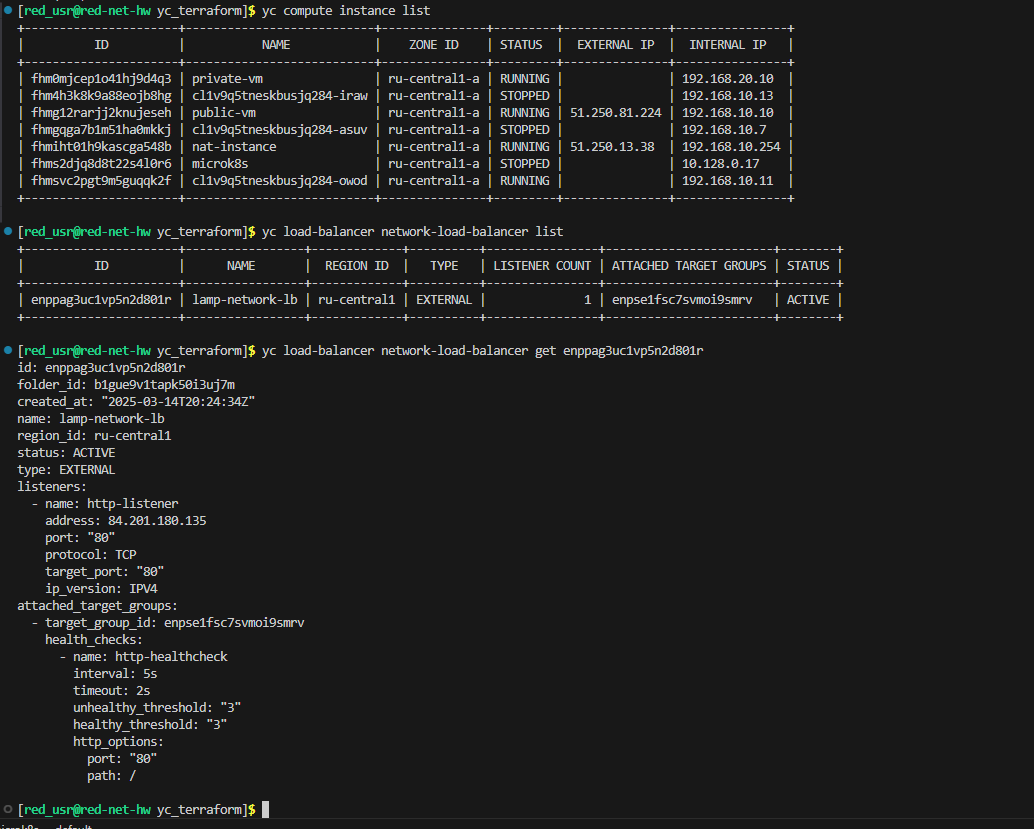 [red_usr@red-net-hw yc_terraform]$ yc compute instance list
+----------------------+---------------------------+---------------+---------+---------------+----------------+
|          ID          |           NAME            |    ZONE ID    | STATUS  |  EXTERNAL IP  |  INTERNAL IP   |
+----------------------+---------------------------+---------------+---------+---------------+----------------+
| fhm0mjcep1o41hj9d4q3 | private-vm                | ru-central1-a | RUNNING |               | 192.168.20.10  |
| fhm4h3k8k9a88eojb8hg | cl1v9q5tneskbusjq284-iraw | ru-central1-a | STOPPED |               | 192.168.10.13  |
| fhmg12rarjj2knujeseh | public-vm                 | ru-central1-a | RUNNING | 51.250.81.224 | 192.168.10.10  |
| fhmgqga7b1m51ha0mkkj | cl1v9q5tneskbusjq284-asuv | ru-central1-a | STOPPED |               | 192.168.10.7   |
| fhmiht01h9kascga548b | nat-instance              | ru-central1-a | RUNNING | 51.250.13.38  | 192.168.10.254 |
| fhms2djq8d8t22s4l0r6 | microk8s                  | ru-central1-a | STOPPED |               | 10.128.0.17    |
| fhmsvc2pgt9m5guqqk2f | cl1v9q5tneskbusjq284-owod | ru-central1-a | RUNNING |               | 192.168.10.11  |
+----------------------+---------------------------+---------------+---------+---------------+----------------+
[red_usr@red-net-hw yc_terraform]$ yc load-balancer network-load-balancer list
+----------------------+-----------------+-------------+----------+----------------+------------------------+--------+
|          ID          |      NAME       |  REGION ID  |   TYPE   | LISTENER COUNT | ATTACHED TARGET GROUPS | STATUS |
+----------------------+-----------------+-------------+----------+----------------+------------------------+--------+
| enppag3uc1vp5n2d801r | lamp-network-lb | ru-central1 | EXTERNAL |              1 | enpse1fsc7svmoi9smrv   | ACTIVE |
+----------------------+-----------------+-------------+----------+----------------+------------------------+--------+
[red_usr@red-net-hw yc_terraform]$ yc load-balancer network-load-balancer get enppag3uc1vp5n2d801r
id: enppag3uc1vp5n2d801r
folder_id: b1gue9v1tapk50i3uj7m
created_at: "2025-03-14T20:24:34Z"
name: lamp-network-lb
region_id: ru-central1
status: ACTIVE
type: EXTERNAL
listeners:
  - name: http-listener
    address: 84.201.180.135
    port: "80"
    protocol: TCP
    target_port: "80"
    ip_version: IPV4
attached_target_groups:
  - target_group_id: enpse1fsc7svmoi9smrv
    health_checks:
      - name: http-healthcheck
        interval: 5s
        timeout: 2s
        unhealthy_threshold: "3"
        healthy_threshold: "3"
        http_options:
          port: "80"
          path: /
[red_usr@red-net-hw yc_terraform]$